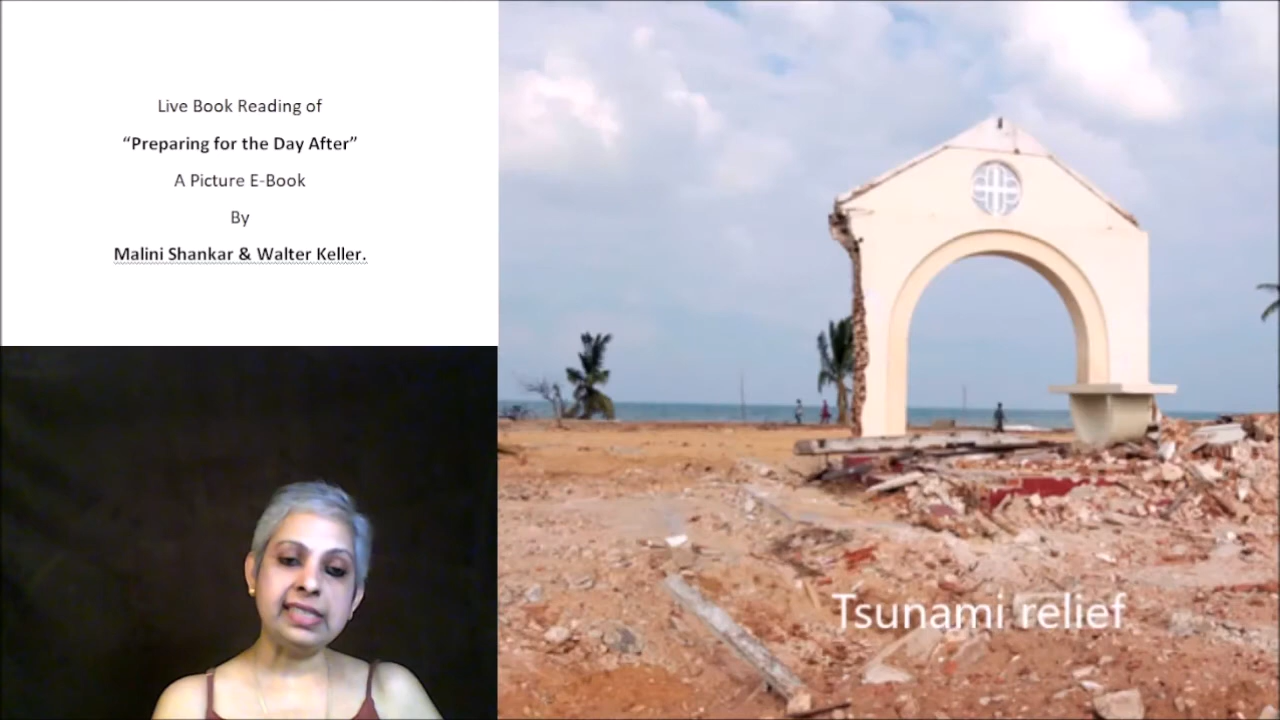 Live Book Reading of
“Preparing for the Day After”
A Picture E-Book
By
Malini Shankar & Walter Keller.
Tsunami relief